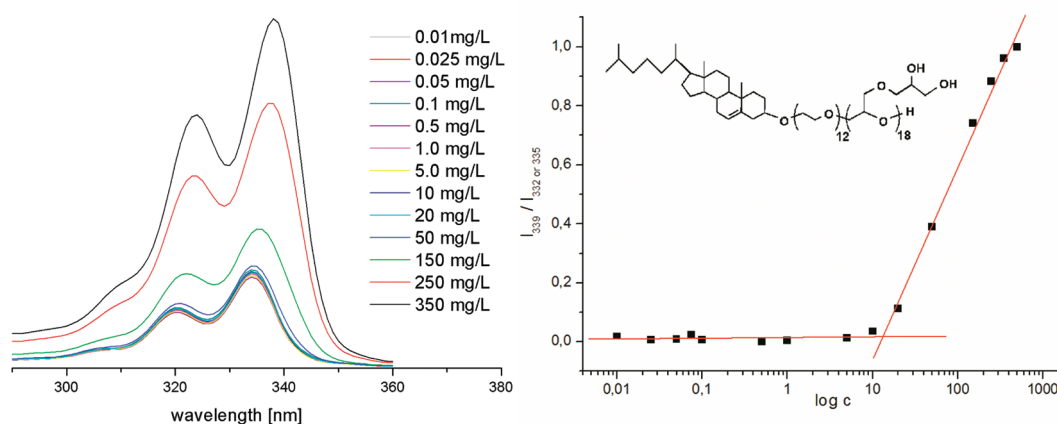 0.01mg/L
0.025 mg/L
0.05 mg/L
0.1 mg/L
0.5 mg/L
1.0 mg/L
5.0 mg/L
10 mg/L
20 mg/L
50 mg/L
150 mg/L
250 mg/L
350 mg/L
300 320 340 360 380
wavelength [nm]
1,0
0,8
0,6
0,4
0,2
0,0
I339 / I332 or 335
OH
O OH
O O 12 O H 18
0,01 0,1 1 10 100 1000
log c